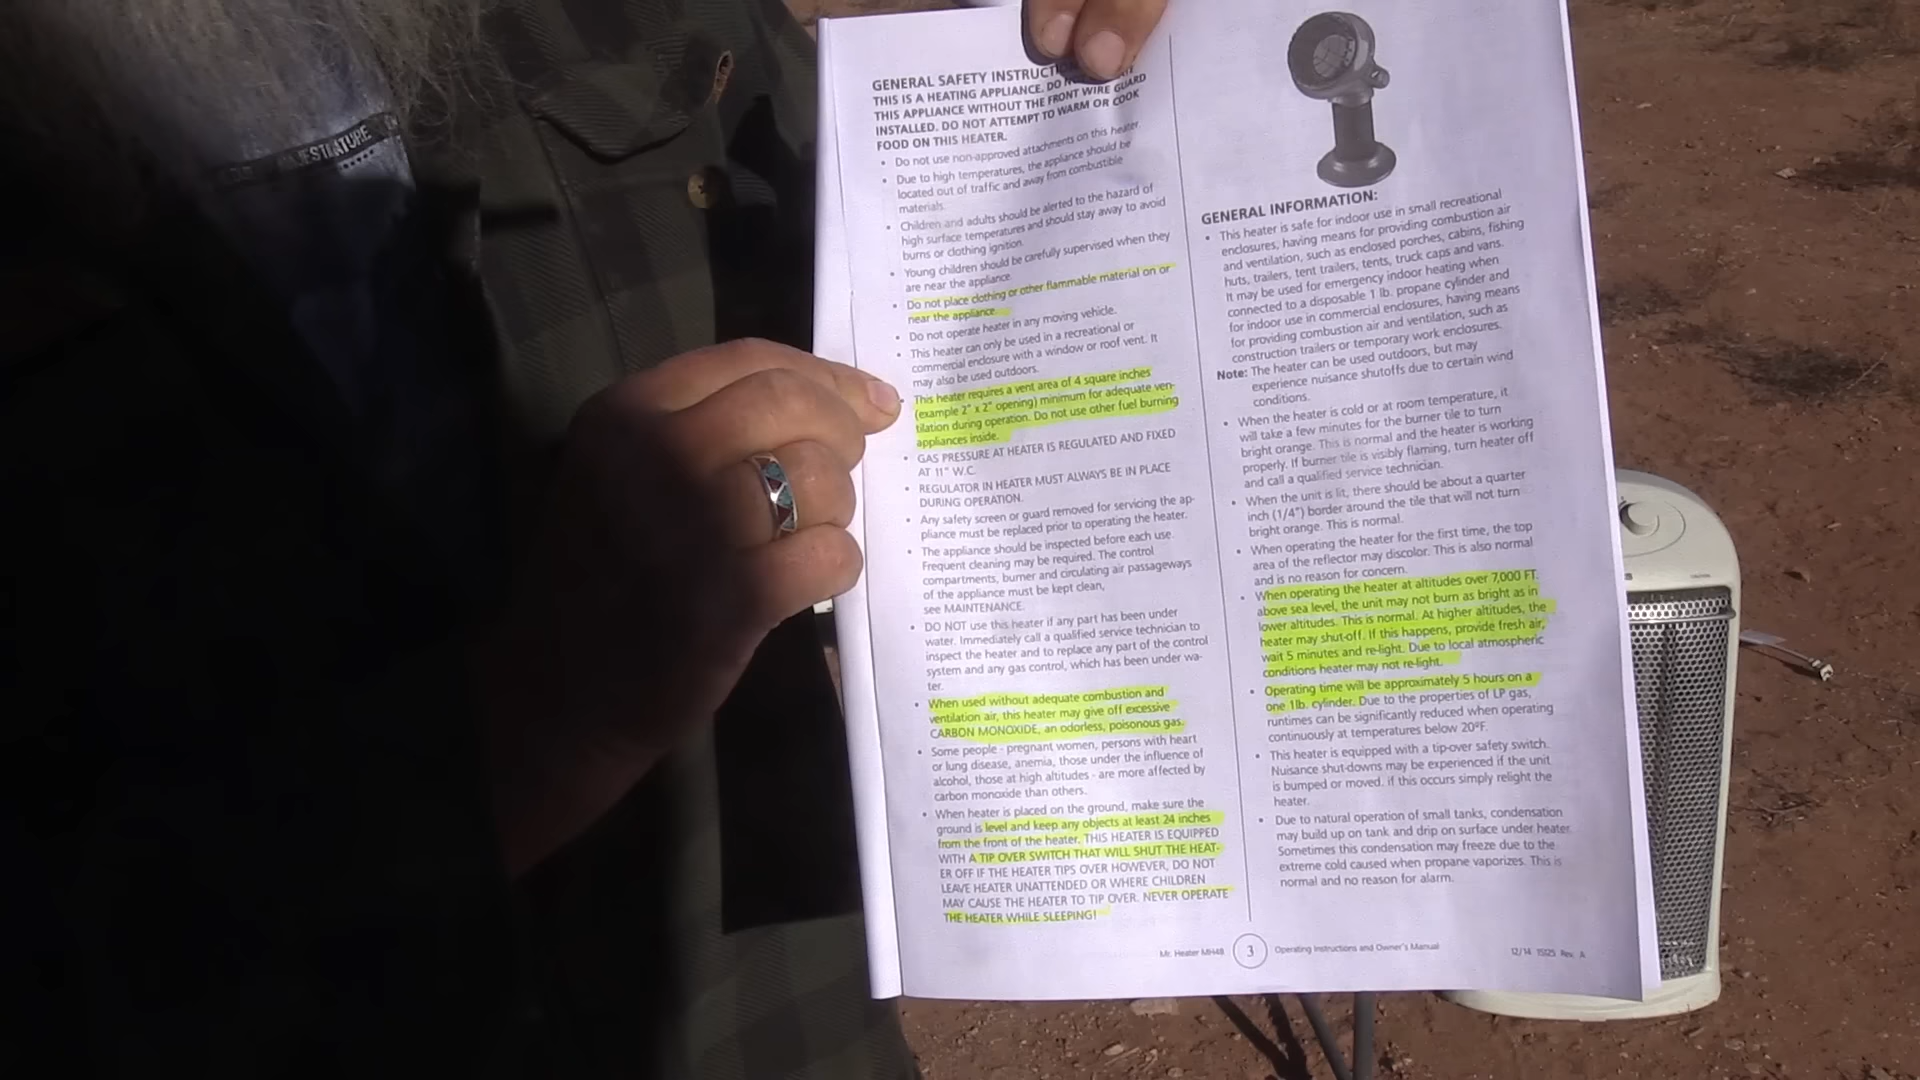 GENERAL SAFETY INSTRUCTI
THIS IS A HEATING APPLIANCE. DO
THIS APPLIANCE WITHOUT THE FRONT WIRE GUARD
INSTALLED. DO NOT ATTEMPT TO WARM OR COOK
FOOD ON THIS HEATER.
• Do not use non-approved attachments on this heater.
• Due to high temperatures, the appliance should be
located out of traffic and away from combustible
materials.
• Children and adults should be alerted to the hazard of
high surface temperatures and should stay away to avoid
burns or clothing ignition.
• Young children should be carefully supervised when they
are near the appliance.
• Do not place clothing or other flammable material on or
near the appliance.
• Do not operate heater in any moving vehicle.
• This heater can only be used in a recreational or
commercial enclosure with a window or roof vent. It
may also be used outdoors.
• This heater requires a vent area of 4 square inches
(example 2" x 2" opening) minimum for adequate ven-
tilation during operation. Do not use other fuel burning
appliances inside.
• GAS PRESSURE AT HEATER IS REGULATED AND FIXED
AT 11" W.C.
• REGULATOR IN HEATER MUST ALWAYS BE IN PLACE
DURING OPERATION.
• Any safety screen or guard removed for servicing the ap-
pliance must be replaced prior to operating the heater.
• The appliance should be inspected before each use.
Frequent cleaning may be required. The control
compartments, burner and circulating air passageways
of the appliance must be kept clean,
see MAINTENANCE.
• DO NOT use this heater if any part has been under
water. Immediately call a qualified service technician to
inspect the heater and to replace any part of the control
system and any gas control, which has been under wa-
ter.
• When used without adequate combustion and
ventilation air, this heater may give off excessive
CARBON MONOXIDE, an odorless, poisonous gas.
• Some people - pregnant women, persons with heart
or lung disease, anemia, those under the influence of
alcohol, those at high altitudes - are more affected by
carbon monoxide than others.
• When heater is placed on the ground, make sure the
ground is level and keep any objects at least 24 inches
from the front of the heater. THIS HEATER IS EQUIPPED
WITH A TIP OVER SWITCH THAT WILL SHUT THE HEAT-
ER OFF IF THE HEATER TIPS OVER HOWEVER, DO NOT
LEAVE HEATER UNATTENDED OR WHERE CHILDREN
MAY CAUSE THE HEATER TO TIP OVER. NEVER OPERATE
THE HEATER WHILE SLEEPING!
GENERAL INFORMATION:
• This heater is safe for indoor use in small recreational
enclosures, having means for providing combustion air
and ventilation, such as enclosed porches, cabins, fishing
huts, trailers, tent trailers, tents, truck caps and vans.
It may be used for emergency indoor heating when
connected to a disposable 1 lb. propane cylinder and
for indoor use in commercial enclosures, having means
for providing combustion air and ventilation, such as
construction trailers or temporary work enclosures.
Note: The heater can be used outdoors, but may
experience nuisance shutoffs due to certain wind
conditions.
• When the heater is cold or at room temperature, it
will take a few minutes for the burner tile to turn
bright orange. This is normal and the heater is working
properly. If burner tile is visibly flaming, turn heater off
and call a qualified service technician.
• When the unit is lit, there should be about a quarter
inch (1/4") border around the tile that will not turn
bright orange. This is normal.
• When operating the heater for the first time, the top
area of the reflector may discolor. This is also normal
and is no reason for concern.
• When operating the heater at altitudes over 7,000 FT.
above sea level, the unit may not burn as bright as in
lower altitudes. This is normal. At higher altitudes, the
heater may shut-off. If this happens, provide fresh air,
wait 5 minutes and re-light. Due to local atmospheric
conditions heater may not re-light.
• Operating time will be approximately 5 hours on a
one 1lb. cylinder. Due to the properties of LP gas,
runtimes can be significantly reduced when operating
continuously at temperatures below 20ºF.
• This heater is equipped with a tip-over safety switch.
Nuisance shut-downs may be experienced if the unit
is bumped or moved. if this occurs simply relight the
heater.
• Due to natural operation of small tanks, condensation
may build up on tank and drip on surface under heater.
Sometimes this condensation may freeze due to the
extreme cold caused when propane vaporizes. This is
normal and no reason for alarm.
Mr. Heater MH4B
3
Operating Instructions and Owner's Manual
12/14 15125 Rev. A